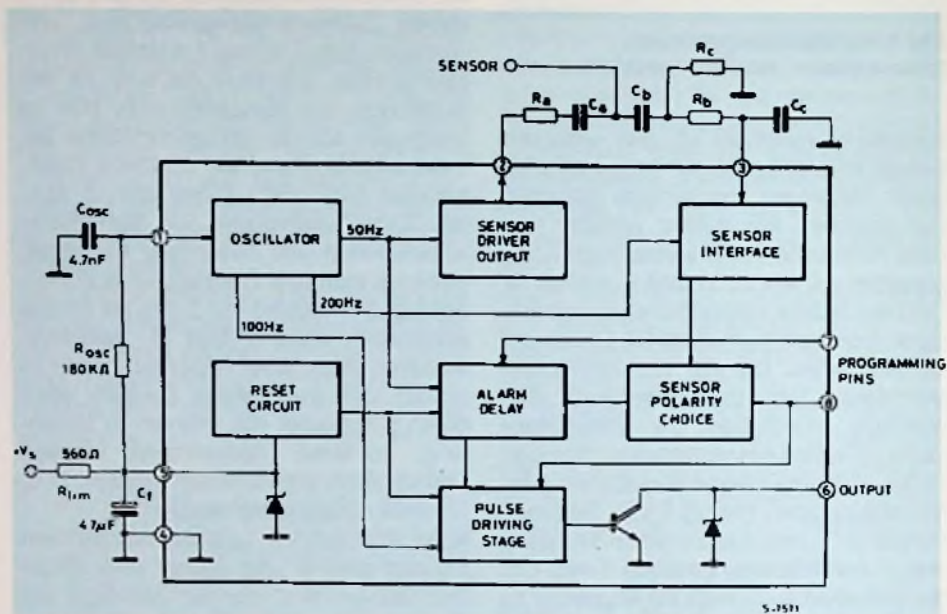 SENSOR
Ra
Ca
Cb
Rc
Rb
Cc
2
3
Cosc
4.7nF
1
OSCILLATOR
50Hz
SENSOR
DRIVER
OUTPUT
SENSOR
INTERFACE
200Hz
100Hz
Rosc
180KΩ
7
PROGRAMMING
PINS
RESET
CIRCUIT
ALARM
DELAY
SENSOR
POLARITY
CHOICE
8
+Vs
560Ω
Rlim
5
Cf
47µF
4
PULSE
DRIVING
STAGE
6
OUTPUT
S-7571